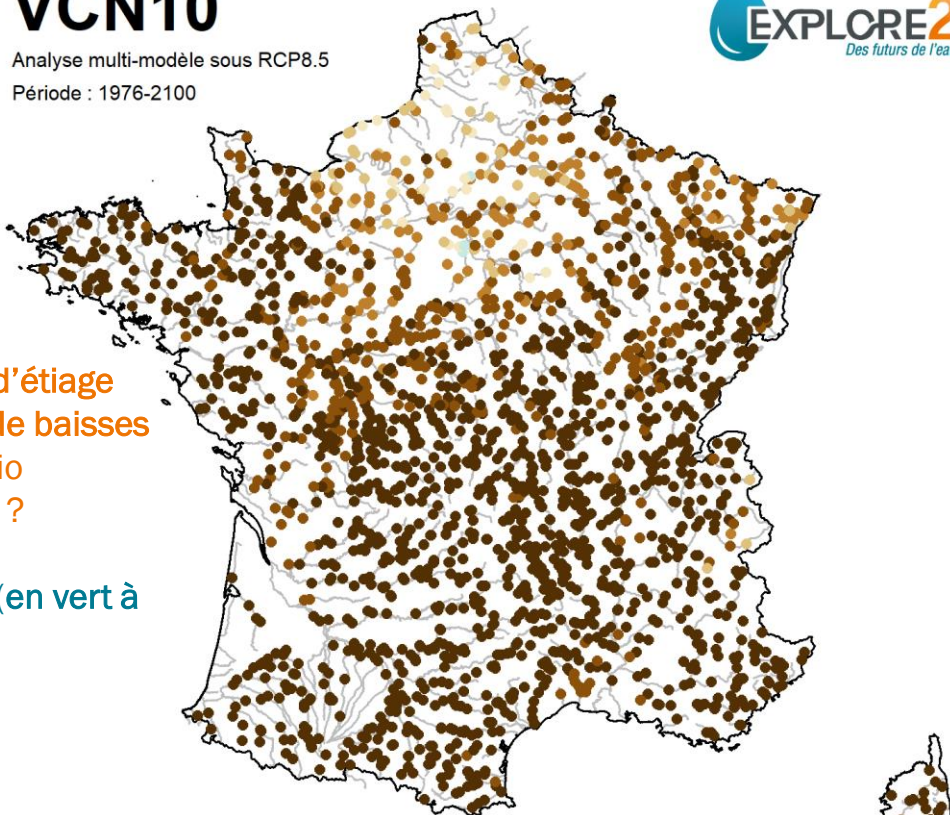 VCN10
Analyse multi-modèle sous RCP8.5
Période : 1976-2100
EXPLORE2
Des futurs de l'ea
d'étiage
de baisses
io
?
(en vert à